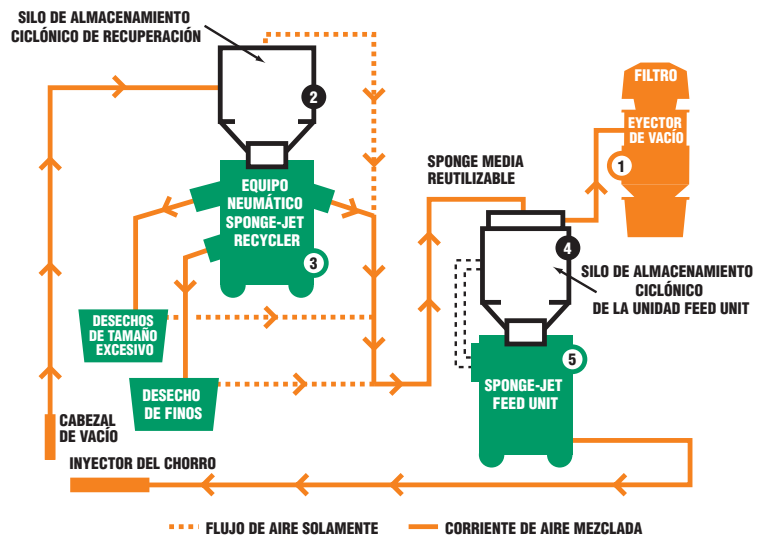 SILO DE ALMACENAMIENTO
CICLÓNICO DE RECUPERACIÓN
2
FILTRO
EYECTOR
DE VACÍO
1
SPONGE MEDIA
REUTILIZABLE
EQUIPO
NEUMÁTICO
SPONGE-JET
RECYCLER
3
4
SILO DE ALMACENAMIENTO
CICLÓNICO
DE LA UNIDAD FEED UNIT
DESECHOS
DE TAMAÑO
EXCESIVO
5
SPONGE-JET
FEED UNIT
DESECHO
DE FINOS
CABEZAL
DE VACÍO
INYECTOR DEL CHORRO
FLUJO DE AIRE SOLAMENTE
CORRIENTE DE AIRE MEZCLADA